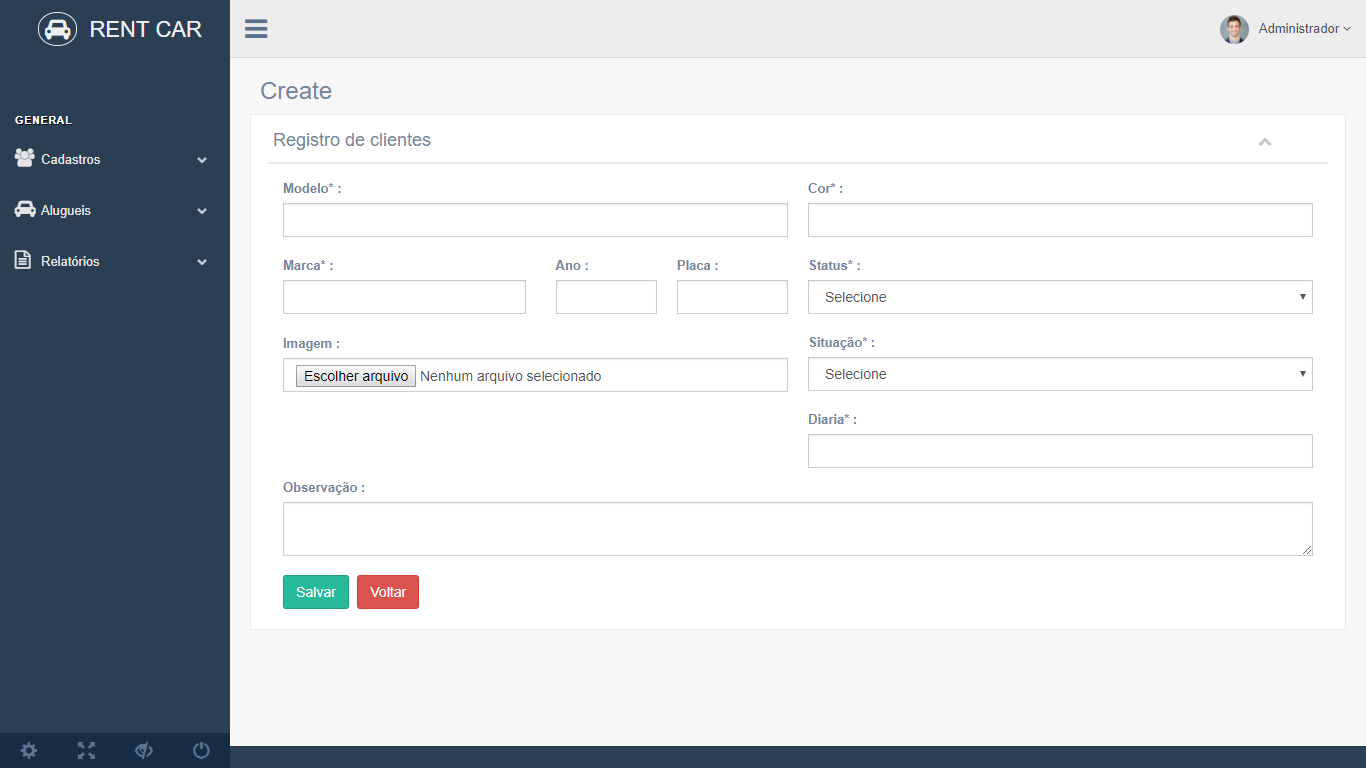 RENT CAR
Administrador
GENERAL
Cadastros
Alugueis
Relatórios
Create
Registro de clientes
Modelo* :
Cor* :
Marca* :
Ano :
Placa :
Status* :
Selecione
Imagem :
Escolher arquivo Nenhum arquivo selecionado
Situação* :
Selecione
Diaria* :
Observação :
Salvar
Voltar